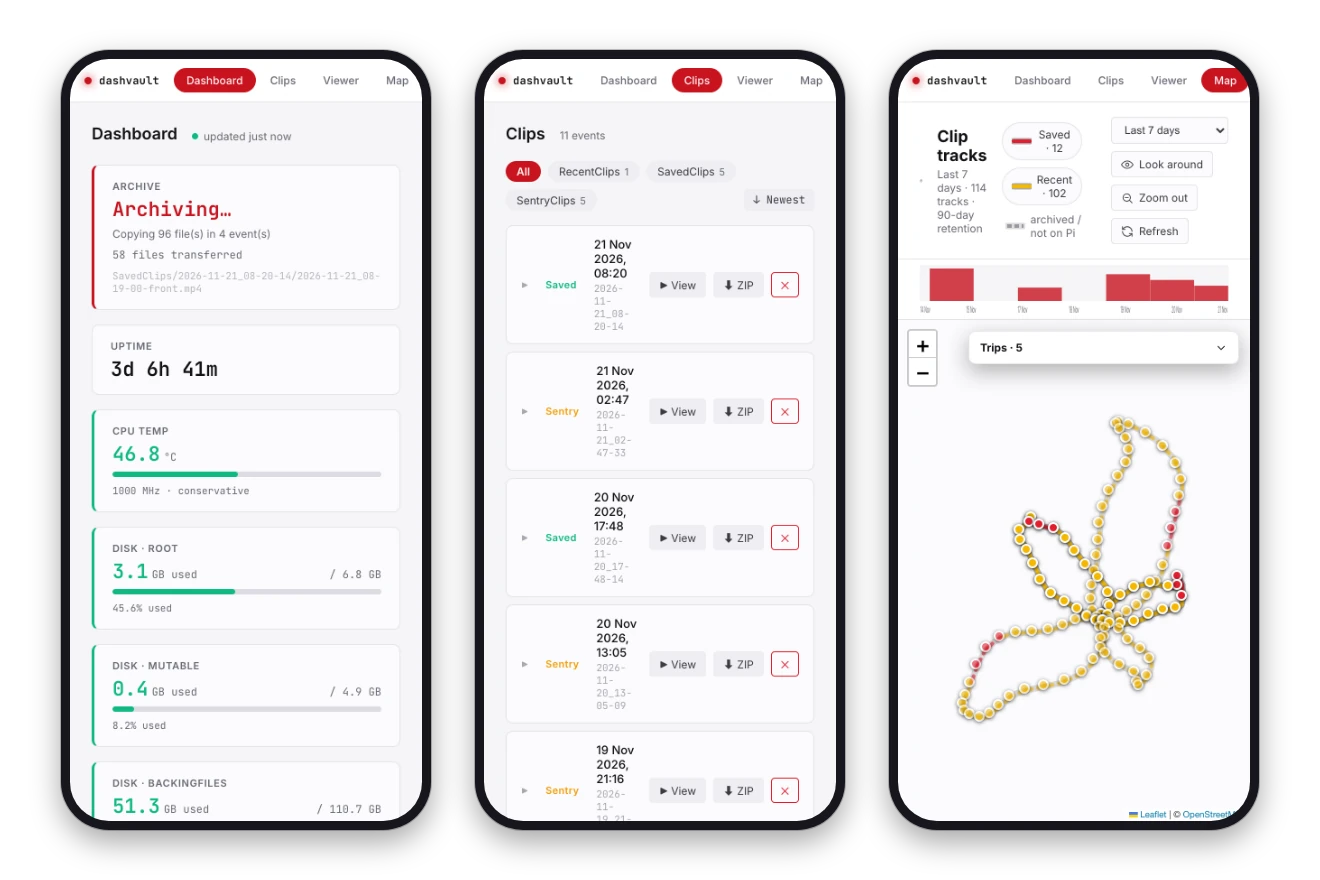 dashvault Dashboard Clips Viewer Map
Dashboard updated just now
ARCHIVE
Archiving…
Copying 96 file(s) in 4 event(s)
58 files transferred
SavedClips/2026-11-21_08-20-14/2026-11-21_08-
19-00-front.mp4
UPTIME
3d 6h 41m
CPU TEMP
46.8 °C
1000 MHz · conservative
DISK · ROOT
3.1 GB used / 6.8 GB
45.6% used
DISK · MUTABLE
0.4 GB used / 4.9 GB
8.2% used
DISK · BACKINGFILES
51.3 GB used / 110.7 GB
dashvault Dashboard Clips Viewer Map
Clips 11 events
All RecentClips 1 SavedClips 5
SentryClips 5 ↓ Newest
21 Nov
2026,
08:20
Saved ▶ View ⬇ ZIP ×
2026-
11-
21_08-
20-14
21 Nov
2026,
02:47
Sentry ▶ View ⬇ ZIP ×
2026-
11-
21_02-
47-33
20 Nov
2026,
17:48
Saved ▶ View ⬇ ZIP ×
2026-
11-
20_17-
48-14
20 Nov
2026,
13:05
Sentry ▶ View ⬇ ZIP ×
2026-
11-
20_13-
05-09
19 Nov
2026,
21:16
Sentry ▶ View ⬇ ZIP ×
2026-
11-
19_21-
dashvault Dashboard Clips Viewer Map
Clip
tracks
Last 7
days · 114
tracks ·
90-day
retention
Saved
· 12
Recent
· 102
archived /
not on Pi
Last 7 days
Look around
Zoom out
Refresh
+
−
Trips · 5
Leaflet | © OpenStreetM